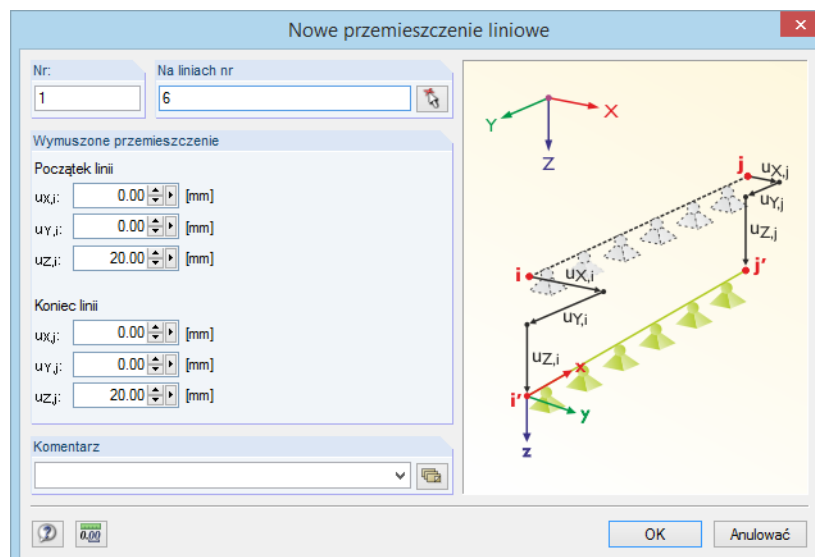 Nowe przemieszczenie liniowe
Nr:
1
Na liniach nr
6
Wymuszone przemieszczenie
Początek linii
uX,i: 0.00 [mm]
uY,i: 0.00 [mm]
uZ,i: 20.00 [mm]
Koniec linii
uX,j: 0.00 [mm]
uY,j: 0.00 [mm]
uZ,j: 20.00 [mm]
Komentarz
X
Y
Z
j
uX,j
uY,j
uZ,j
j'
i
uX,i
uY,i
uZ,i
x
i'
y
z
0.00
OK
Anulować